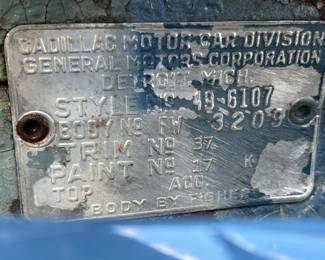 CADILLAC MOTOR CAR DIVISION
GENERAL MOTORS CORPORATION
DETROIT, MICH.
STYLE No 49-6107
BODY No FW 3209
TRIM No 37
PAINT No 17 K
TOP ACC.
BODY BY FISHER